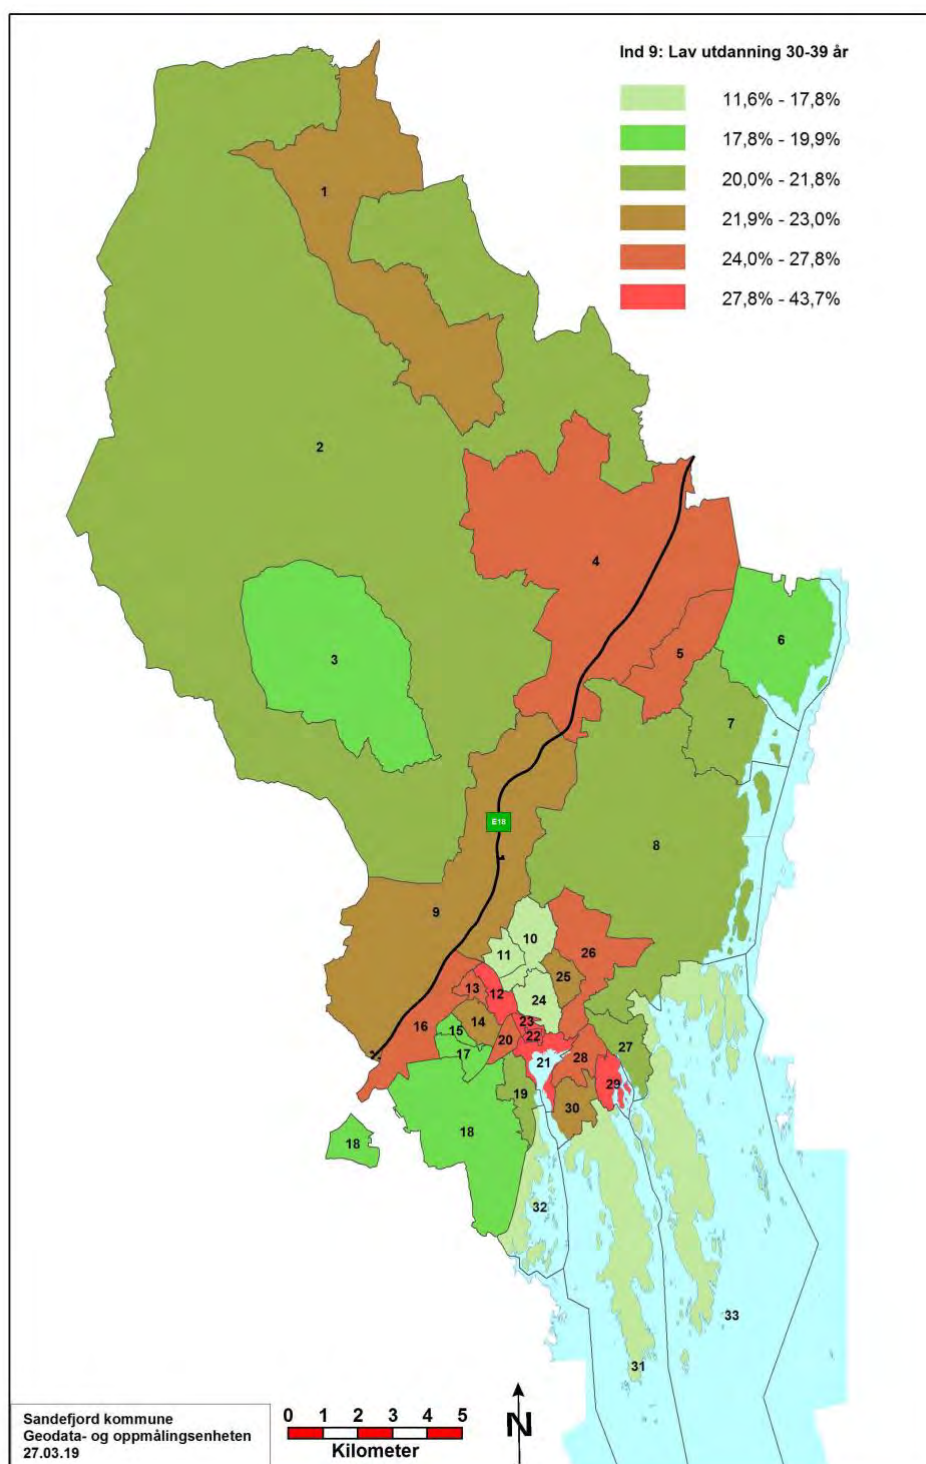 Ind 9: Lav utdanning 30-39 år
11,6% - 17,8%
17,8% - 19,9%
20,0% - 21,8%
21,9% - 23,0%
24,0% - 27,8%
27,8% - 43,7%
1
2
4
3
5
6
7
E18
8
9
10
26
11
25
13
12
24
16
14
23
15
22
20
27
17
21
28
29
19
30
18
18
32
33
31
Sandefjord kommune
Geodata- og oppmålingsenheten
27.03.19
0 1 2 3 4 5
Kilometer
N